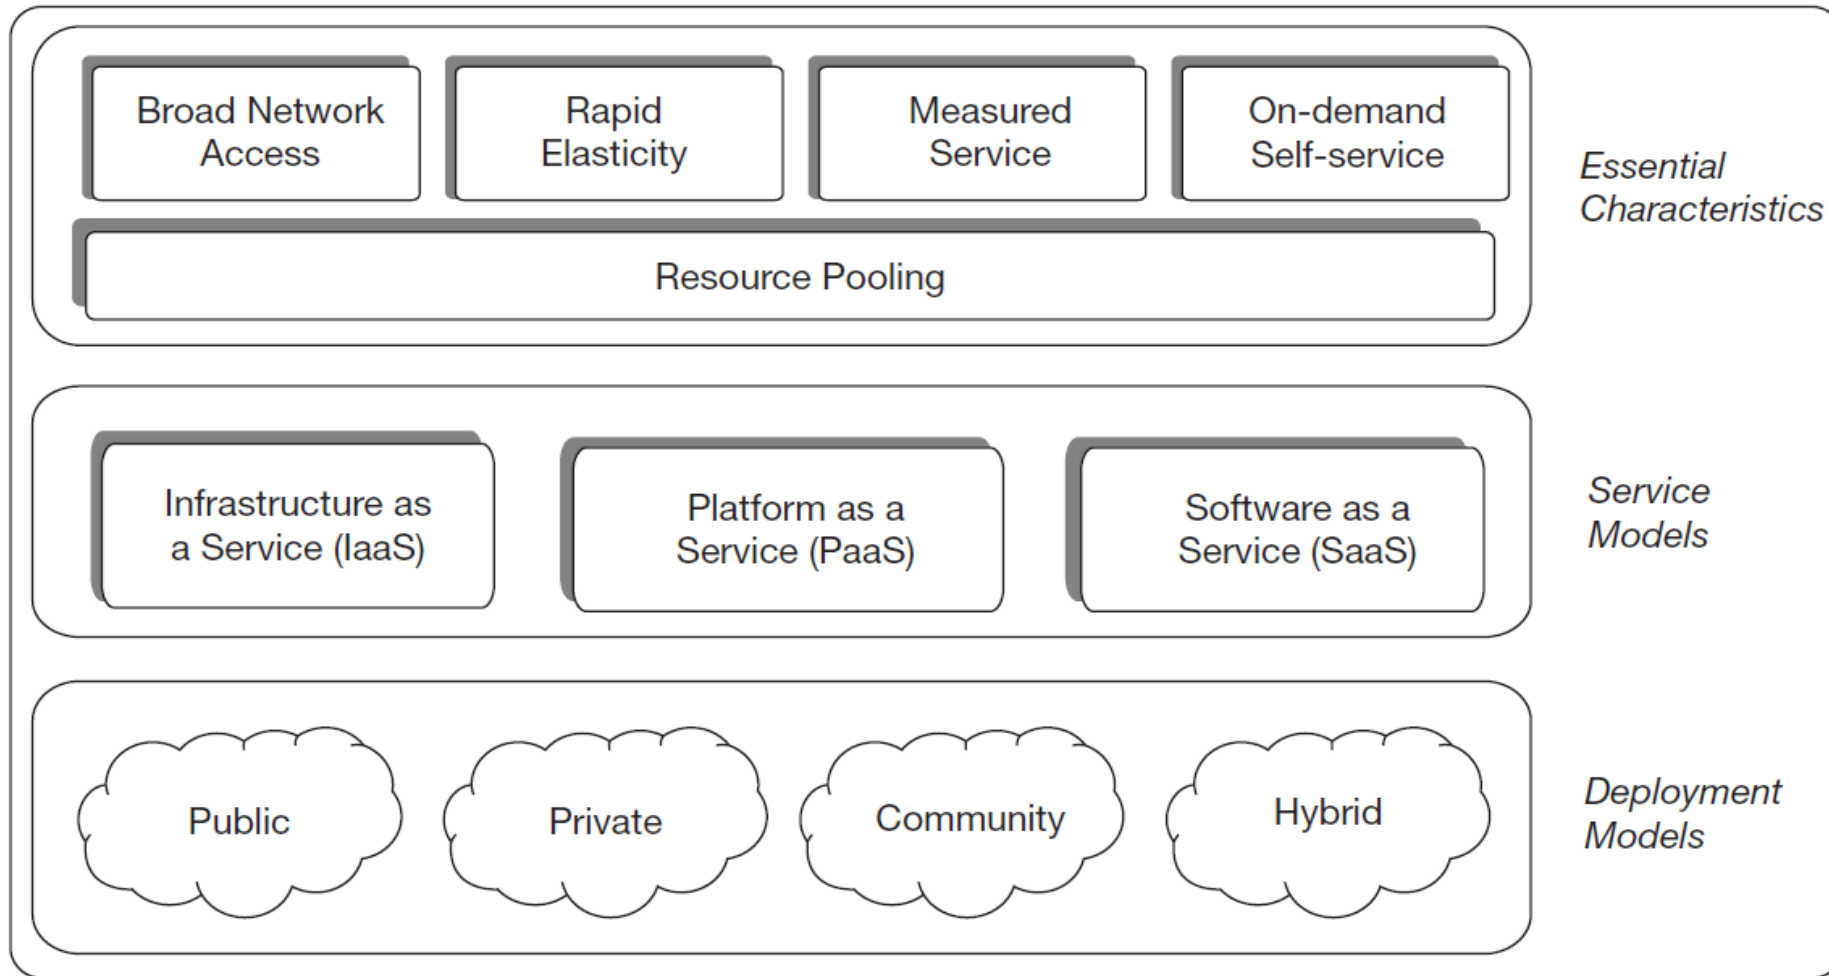 Broad Network
Access
Rapid
Elasticity
Measured
Service
On-demand
Self-service
Resource Pooling
Essential
Characteristics
Infrastructure as
a Service (IaaS)
Platform as a
Service (PaaS)
Software as a
Service (SaaS)
Service
Models
Public
Private
Community
Hybrid
Deployment
Models